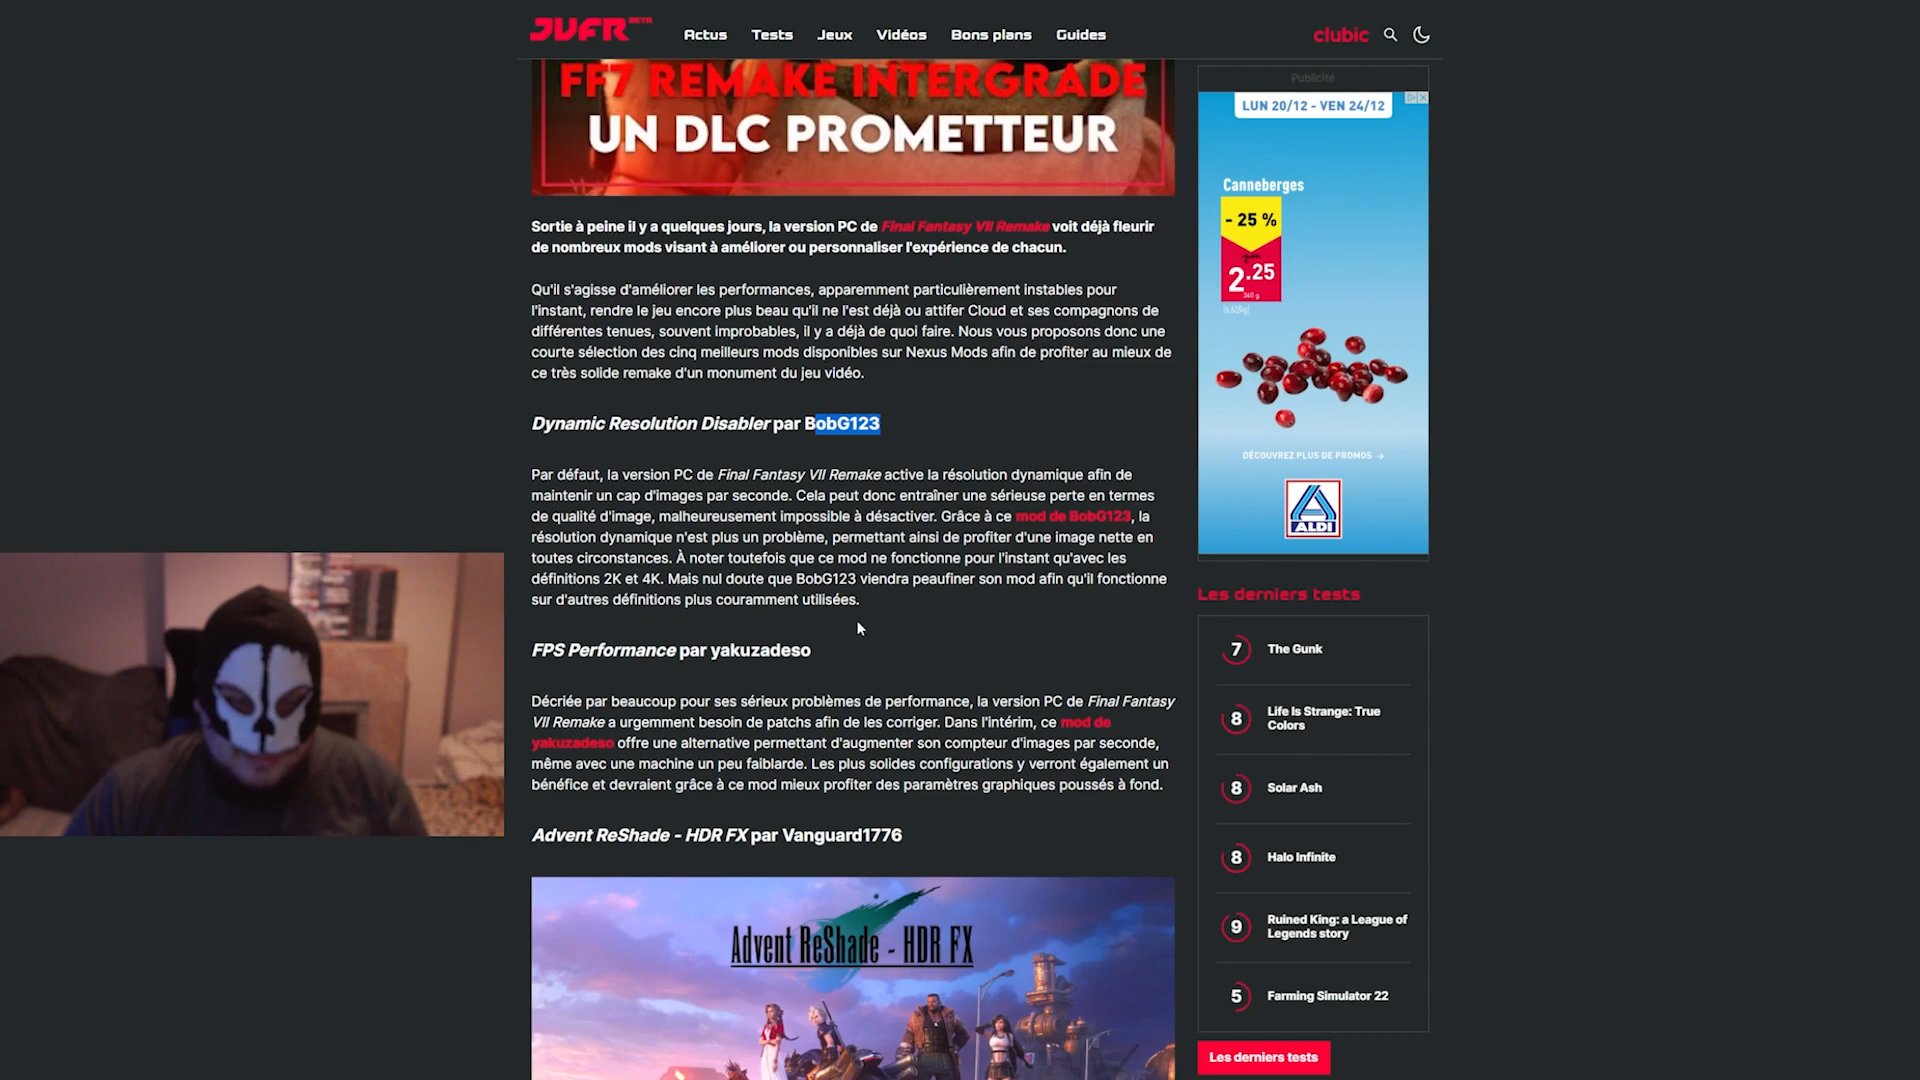 JVFR BETA
Actus Tests Jeux Vidéos Bons plans Guides
clubic
FF7 REMAKE INTERGRADE
UN DLC PROMETTEUR
Sortie à peine il y a quelques jours, la version PC de Final Fantasy VII Remake voit déjà fleurir
de nombreux mods visant à améliorer ou personnaliser l'expérience de chacun.
Qu'il s'agisse d'améliorer les performances, apparemment particulièrement instables pour
l'instant, rendre le jeu encore plus beau qu'il ne l'est déjà ou attifer Cloud et ses compagnons de
différentes tenues, souvent improbables, il y a déjà de quoi faire. Nous vous proposons donc une
courte sélection des cinq meilleurs mods disponibles sur Nexus Mods afin de profiter au mieux de
ce très solide remake d'un monument du jeu vidéo.
Dynamic Resolution Disabler par BobG123
Par défaut, la version PC de Final Fantasy VII Remake active la résolution dynamique afin de
maintenir un cap d'images par seconde. Cela peut donc entraîner une sérieuse perte en termes
de qualité d'image, malheureusement impossible à désactiver. Grâce à ce mod de BobG123, la
résolution dynamique n'est plus un problème, permettant ainsi de profiter d'une image nette en
toutes circonstances. À noter toutefois que ce mod ne fonctionne pour l'instant qu'avec les
définitions 2K et 4K. Mais nul doute que BobG123 viendra peaufiner son mod afin qu'il fonctionne
sur d'autres définitions plus couramment utilisées.
FPS Performance par yakuzadeso
Décriée par beaucoup pour ses sérieux problèmes de performance, la version PC de Final Fantasy
VII Remake a urgemment besoin de patchs afin de les corriger. Dans l'intérim, ce mod de
yakuzadeso offre une alternative permettant d'augmenter son compteur d'images par seconde,
même avec une machine un peu faiblarde. Les plus solides configurations y verront également un
bénéfice et devraient grâce à ce mod mieux profiter des paramètres graphiques poussés à fond.
Advent ReShade - HDR FX par Vanguard1776
Advent ReShade - HDR FX
Publicité
LUN 20/12 - VEN 24/12
Canneberges
- 25 %
2.25
340 g
DÉCOUVREZ PLUS DE PROMOS →
ALDI
Les derniers tests
7 The Gunk
8 Life Is Strange: True
Colors
8 Solar Ash
8 Halo Infinite
9 Ruined King: a League of
Legends story
5 Farming Simulator 22
Les derniers tests